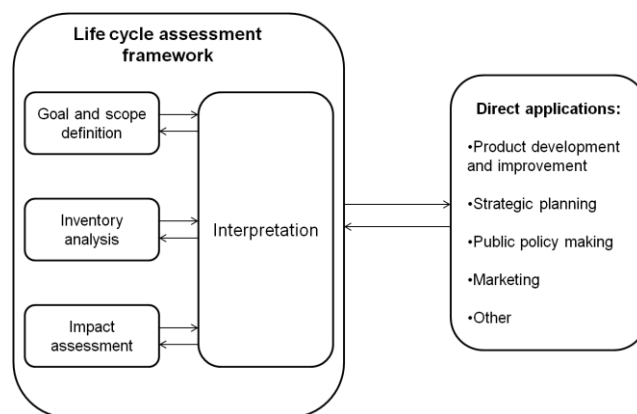 Life cycle assessment
framework
Goal and scope
definition
Inventory
analysis
Impact
assessment
Interpretation
Direct applications:
•Product development
and improvement
•Strategic planning
•Public policy making
•Marketing
•Other